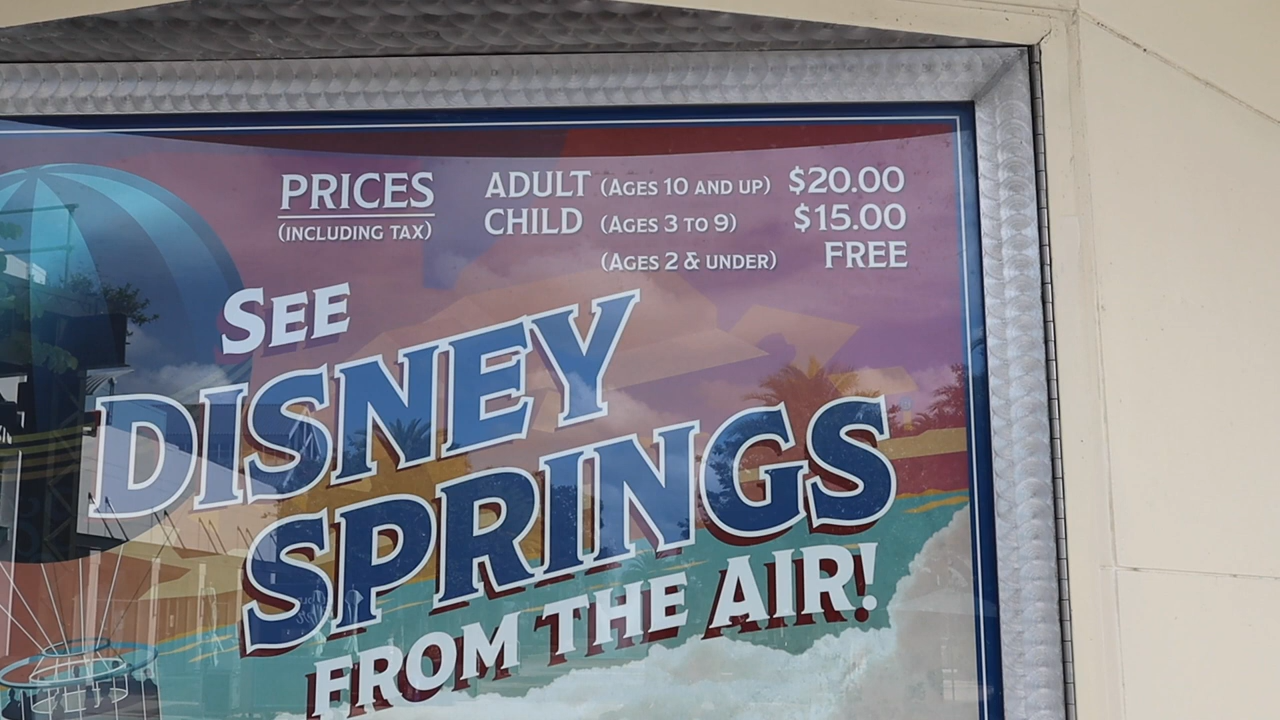 PRICES
(INCLUDING TAX)
ADULT (AGES 10 AND UP) $20.00
CHILD (AGES 3 TO 9) $15.00
(AGES 2 & UNDER) FREE
SEE
DISNEY
SPRINGS
FROM THE AIR!